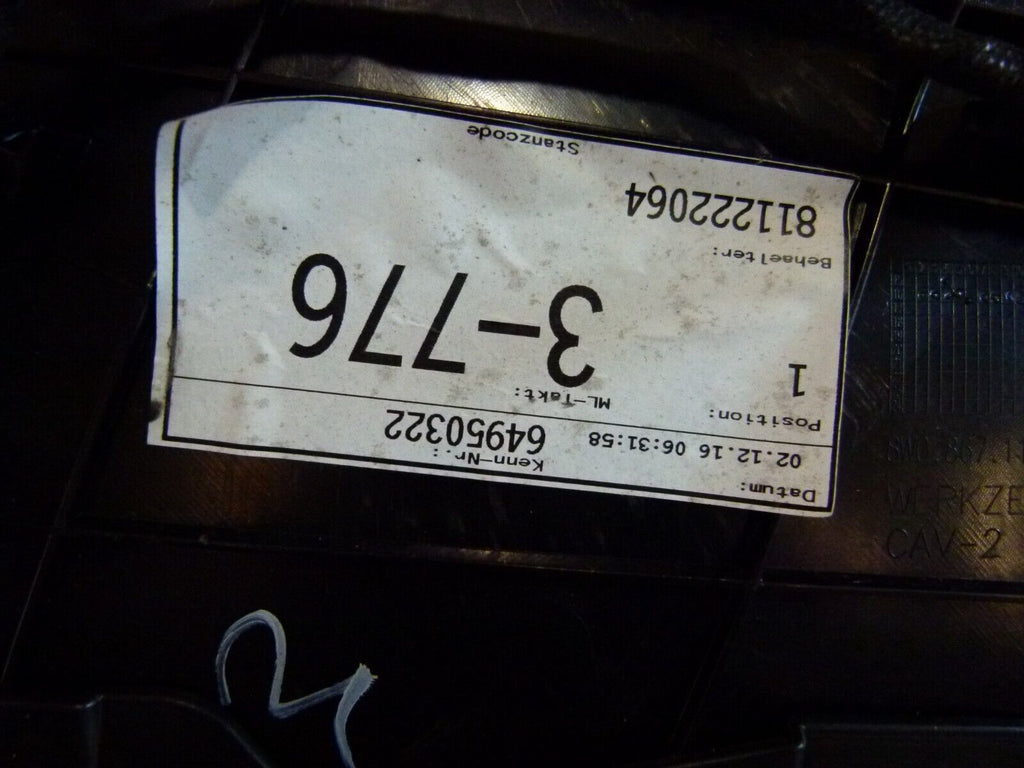 Datum: Kenn-Nr.:
02.12.16 06:31:58 64950322
Position: ML-Takt:
1 3-776
Behaelter:
811222064
Stanzcode
CAV-2